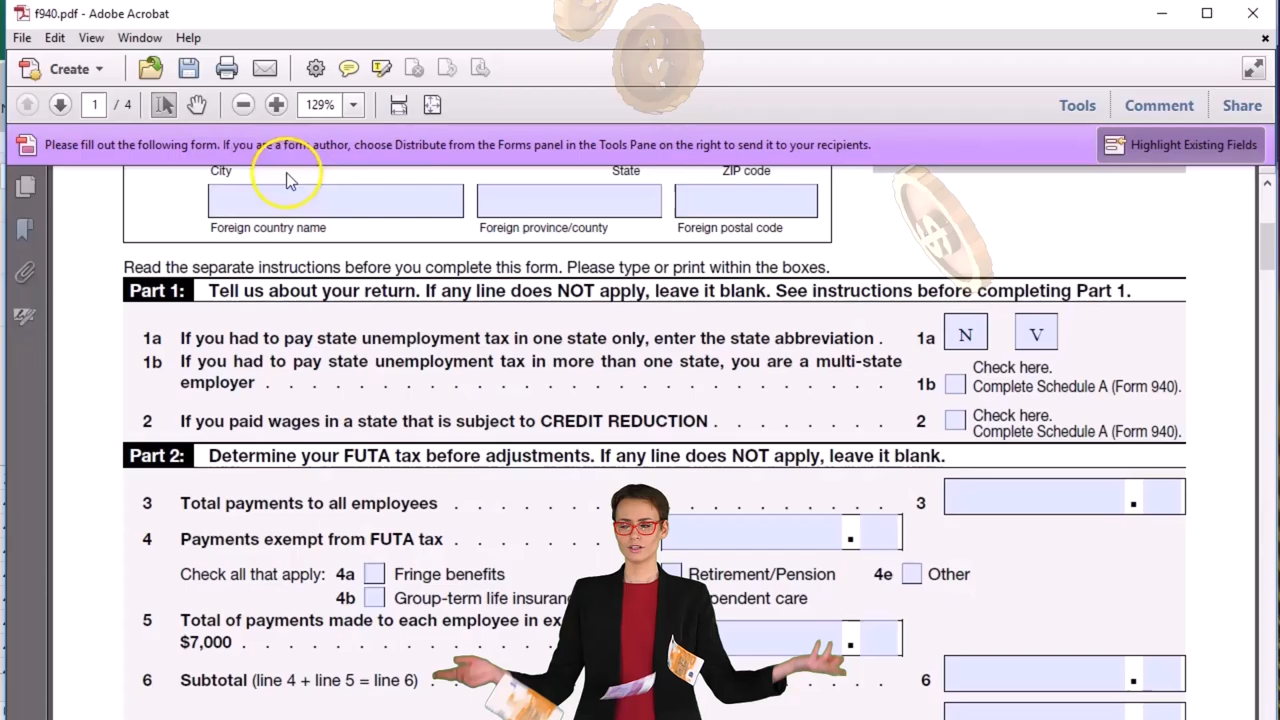 f940.pdf - Adobe Acrobat
File Edit View Window Help
Create
1 / 4 129% Tools Comment Share
Please fill out the following form. If you are a form author, choose Distribute from the Forms panel in the Tools Pane on the right to send it to your recipients.
Highlight Existing Fields
City State ZIP code
Foreign country name Foreign province/county Foreign postal code
Read the separate instructions before you complete this form. Please type or print within the boxes.
Part 1: Tell us about your return. If any line does NOT apply, leave it blank. See instructions before completing Part 1.
1a If you had to pay state unemployment tax in one state only, enter the state abbreviation . 1a N V
1b If you had to pay state unemployment tax in more than one state, you are a multi-state
employer . . . . . . . . . . . . . . . . . . . . . . 1b Check here.
Complete Schedule A (Form 940).
2 If you paid wages in a state that is subject to CREDIT REDUCTION . . . . . . . 2 Check here.
Complete Schedule A (Form 940).
Part 2: Determine your FUTA tax before adjustments. If any line does NOT apply, leave it blank.
3 Total payments to all employees . . . . . . . . . . . . . . . . 3 .
4 Payments exempt from FUTA tax . . . . . .
Check all that apply: 4a Fringe benefits Retirement/Pension 4e Other
4b Group-term life
5 Total of payments made to each employee in
$7,000 . . . . . . . . . . . . . .
6 Subtotal (line 4 + line 5 = line 6) . . . . . . 6 .